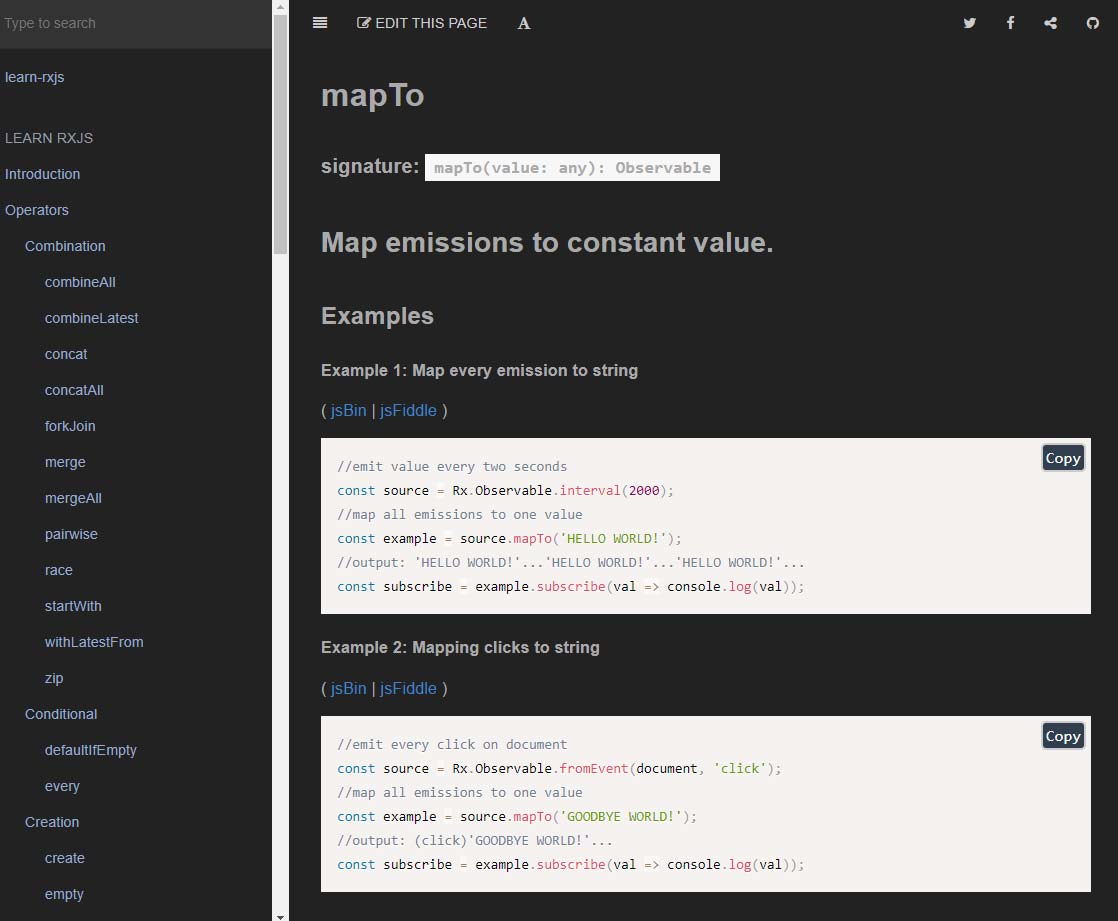 Type to search
learn-rxjs
LEARN RXJS
Introduction
Operators
Combination
combineAll
combineLatest
concat
concatAll
forkJoin
merge
mergeAll
pairwise
race
startWith
withLatestFrom
zip
Conditional
defaultIfEmpty
every
Creation
create
empty
EDIT THIS PAGE A
mapTo
signature: mapTo(value: any): Observable
Map emissions to constant value.
Examples
Example 1: Map every emission to string
( jsBin | jsFiddle )
Copy
//emit value every two seconds
const source = Rx.Observable.interval(2000);
//map all emissions to one value
const example = source.mapTo('HELLO WORLD!');
//output: 'HELLO WORLD!'...'HELLO WORLD!'...'HELLO WORLD!'...
const subscribe = example.subscribe(val => console.log(val));
Example 2: Mapping clicks to string
( jsBin | jsFiddle )
Copy
//emit every click on document
const source = Rx.Observable.fromEvent(document, 'click');
//map all emissions to one value
const example = source.mapTo('GOODBYE WORLD!');
//output: (click)'GOODBYE WORLD!'...
const subscribe = example.subscribe(val => console.log(val));